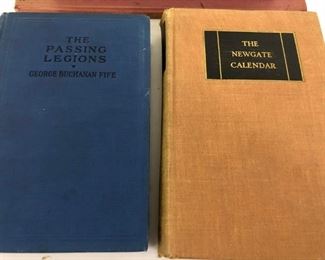 THE
PASSING
LEGIONS
GEORGE BUCHANAN FIFE
THE
NEWGATE
CALENDAR